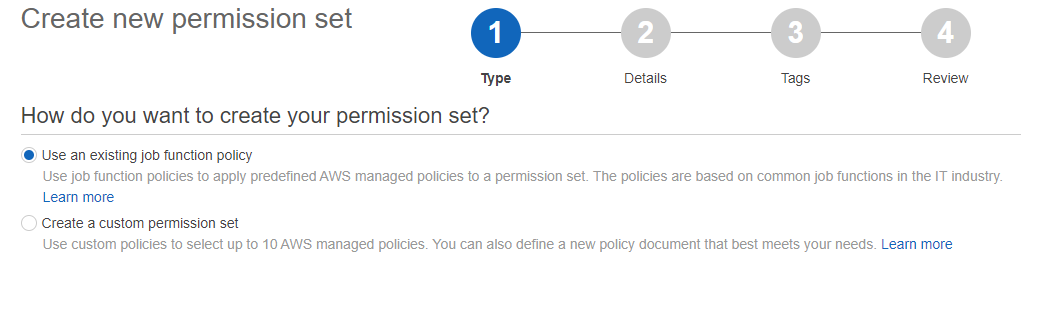 Create new permission set
1
2
3
4
Type
Details
Tags
Review
How do you want to create your permission set?
Use an existing job function policy
Use job function policies to apply predefined AWS managed policies to a permission set. The policies are based on common job functions in the IT industry.
Learn more
Create a custom permission set
Use custom policies to select up to 10 AWS managed policies. You can also define a new policy document that best meets your needs. Learn more